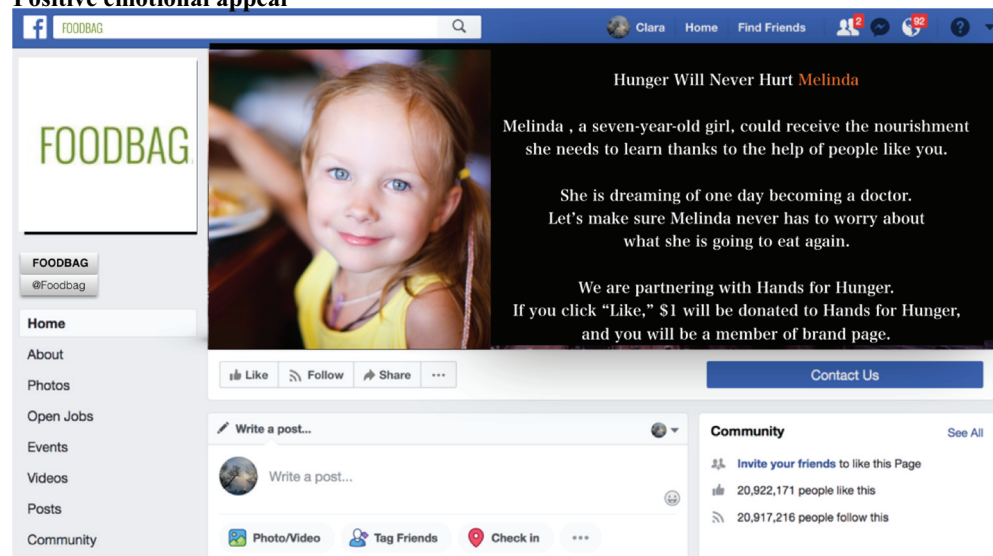 Positive emotional appeal
FOODBAG
Clara
Home
Find Friends
2
92
?
FOODBAG
FOODBAG
@Foodbag
Home
About
Photos
Open Jobs
Events
Videos
Posts
Community
Hunger Will Never Hurt Melinda
Melinda , a seven-year-old girl, could receive the nourishment
she needs to learn thanks to the help of people like you.
She is dreaming of one day becoming a doctor.
Let's make sure Melinda never has to worry about
what she is going to eat again.
We are partnering with Hands for Hunger.
If you click “Like,” $1 will be donated to Hands for Hunger,
and you will be a member of brand page.
Like
Follow
Share
Contact Us
Write a post...
Write a post...
Photo/Video
Tag Friends
Check in
Community
See All
Invite your friends to like this Page
20,922,171 people like this
20,917,216 people follow this